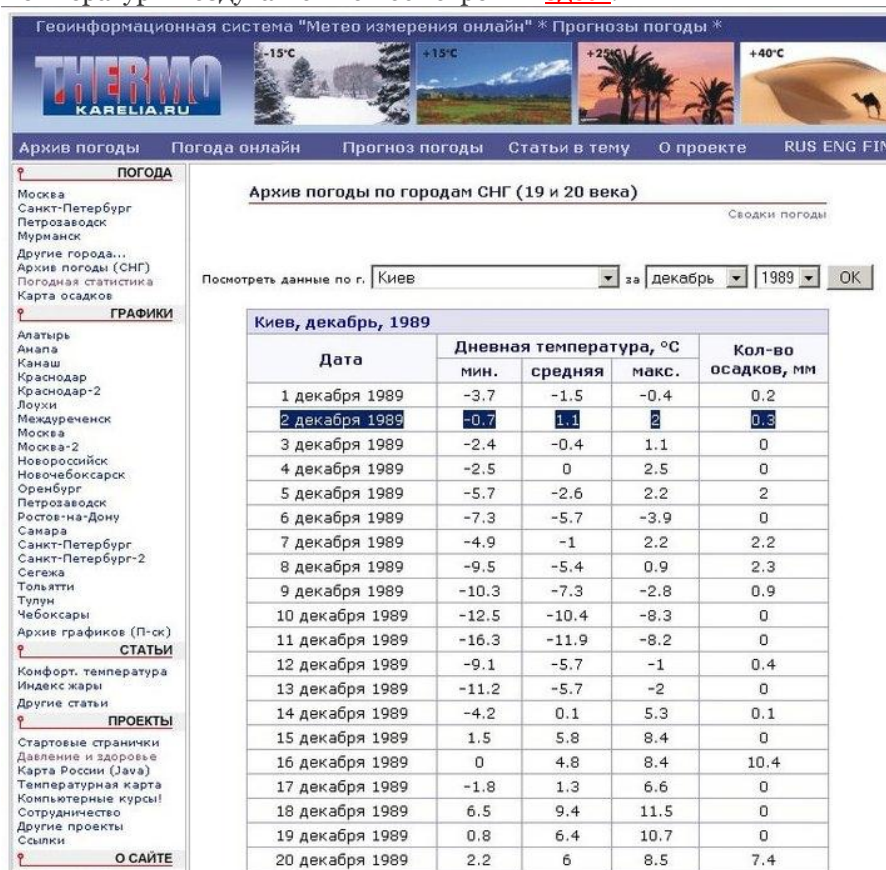 Геоинформационная система "Метео измерения онлайн" * Прогнозы погоды *
THERMO
KARELIA.RU
-15°C
+15°C
+25°C
+40°C
Архив погоды Погода онлайн Прогноз погоды Статьи в тему О проекте RUS ENG FIN
ПОГОДА
Москва
Санкт-Петербург
Петрозаводск
Мурманск
Другие города...
Архив погоды (СНГ)
Погодная статистика
Карта осадков
ГРАФИКИ
Алатырь
Анапа
Канаш
Краснодар
Краснодар-2
Лоухи
Междуреченск
Москва
Москва-2
Новороссийск
Новочебоксарск
Оренбург
Петрозаводск
Ростов-на-Дону
Самара
Санкт-Петербург
Санкт-Петербург-2
Сегежа
Тольятти
Тулун
Чебоксары
Архив графиков (П-ск)
СТАТЬИ
Комфорт. температура
Индекс жары
Другие статьи
ПРОЕКТЫ
Стартовые странички
Давление и здоровье
Карта России (Java)
Температурная карта
Компьютерные курсы!
Сотрудничество
Другие проекты
Ссылки
О САЙТЕ
Архив погоды по городам СНГ (19 и 20 века)
Сводки погоды
Посмотреть данные по г. Киев за декабрь 1989 OK
Киев, декабрь, 1989
Дата Дневная температура, °C Кол-во осадков, мм
мин. средняя макс.
1 декабря 1989 -3.7 -1.5 -0.4 0.2
2 декабря 1989 -0.7 1.1 2 0.3
3 декабря 1989 -2.4 -0.4 1.1 0
4 декабря 1989 -2.5 0 2.5 0
5 декабря 1989 -5.7 -2.6 2.2 2
6 декабря 1989 -7.3 -5.7 -3.9 0
7 декабря 1989 -4.9 -1 2.2 2.2
8 декабря 1989 -9.5 -5.4 0.9 2.3
9 декабря 1989 -10.3 -7.3 -2.8 0.9
10 декабря 1989 -12.5 -10.4 -8.3 0
11 декабря 1989 -16.3 -11.9 -8.2 0
12 декабря 1989 -9.1 -5.7 -1 0.4
13 декабря 1989 -11.2 -5.7 -2 0
14 декабря 1989 -4.2 0.1 5.3 0.1
15 декабря 1989 1.5 5.8 8.4 0
16 декабря 1989 0 4.8 8.4 10.4
17 декабря 1989 -1.8 1.3 6.6 0
18 декабря 1989 6.5 9.4 11.5 0
19 декабря 1989 0.8 6.4 10.7 0
20 декабря 1989 2.2 6 8.5 7.4